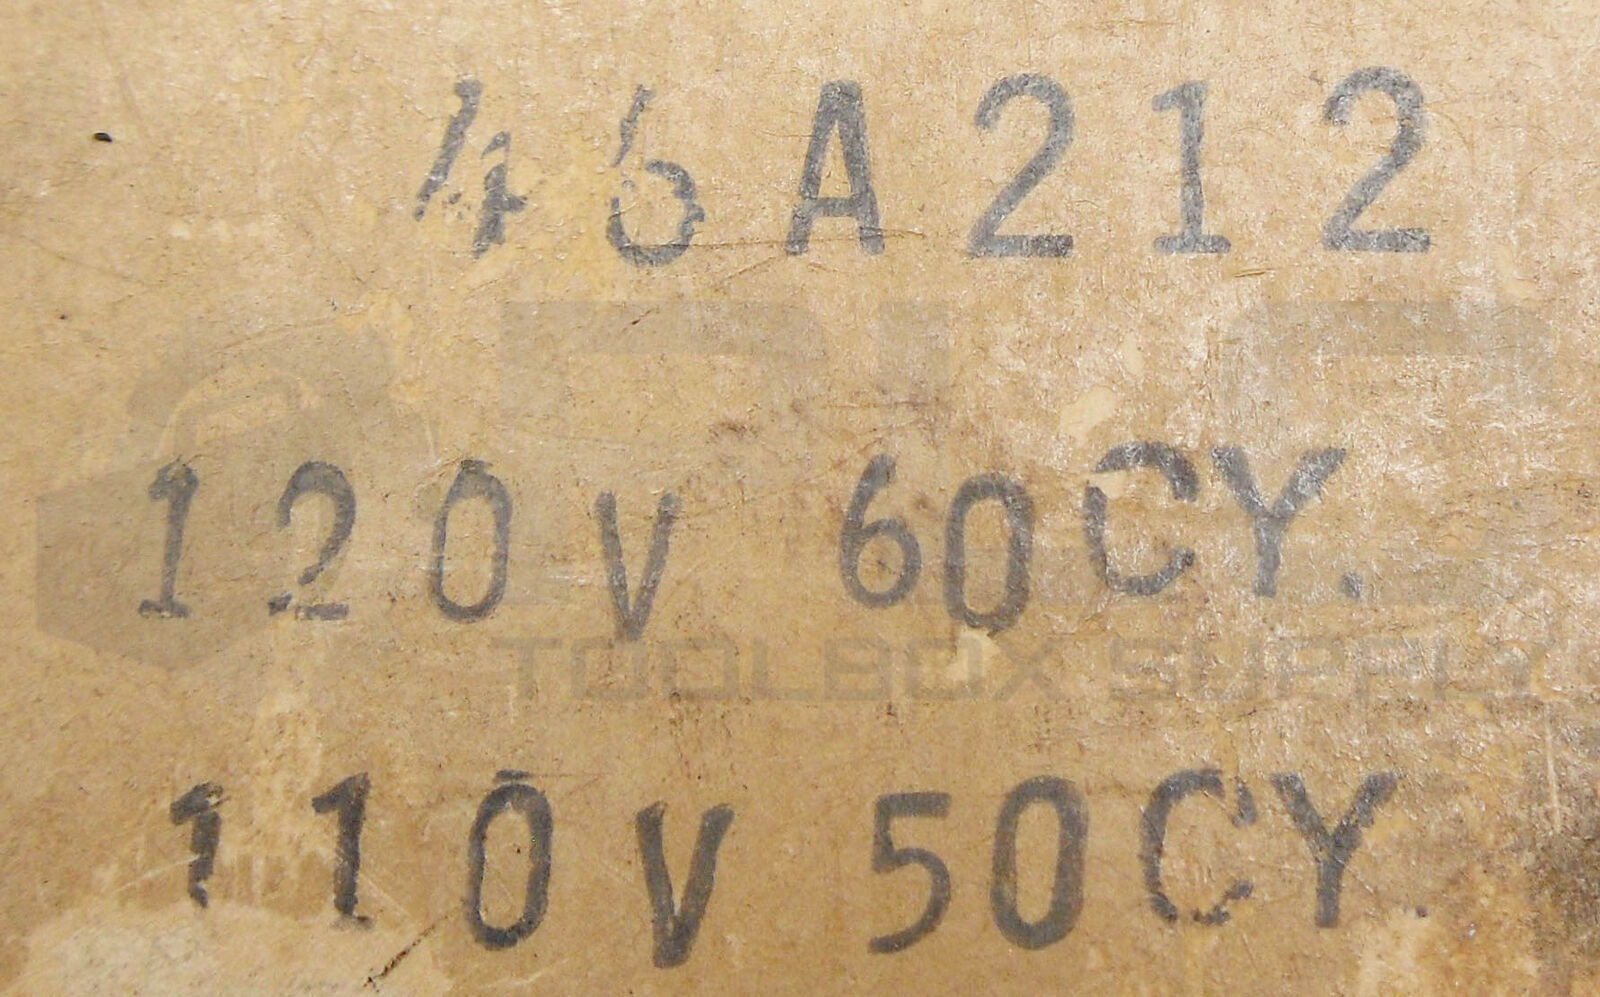 46A212
120V 60CY.
TOOLBOX SUPPLY
110V 50CY.